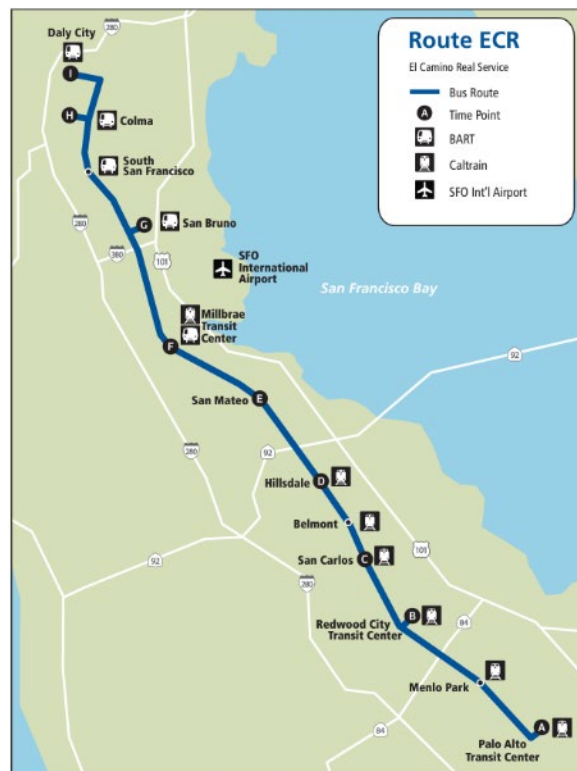 Route ECR
El Camino Real Service
Bus Route
A
Time Point
BART
Caltrain
SFO Int'l Airport
280
Daly City
I
H
Colma
South
San Francisco
G
San Bruno
280
380
101
SFO
International
Airport
San Francisco Bay
Millbrae
Transit
Center
F
92
San Mateo
E
280
92
Hillsdale
D
Belmont
101
San Carlos
C
92
280
B
Redwood City
Transit Center
84
Menlo Park
84
A
Palo Alto
Transit Center